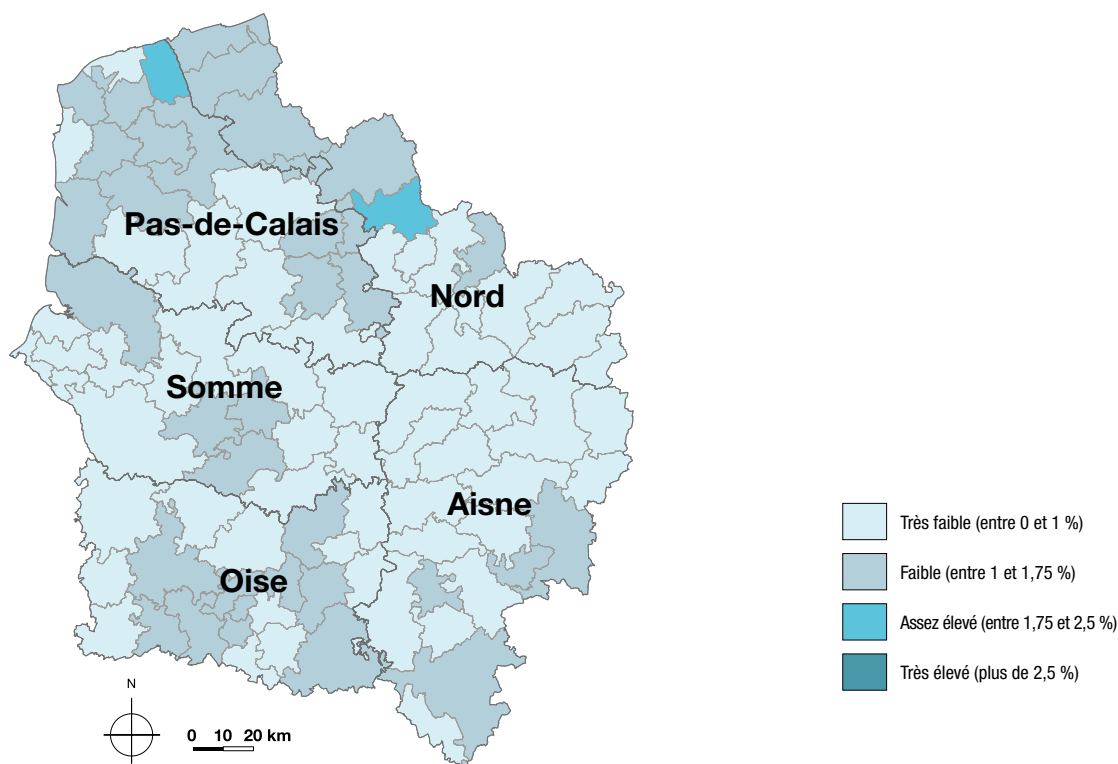 Pas-de-Calais
Nord
Somme
Aisne
Oise
Très faible (entre 0 et 1 %)
Faible (entre 1 et 1,75 %)
Assez élevé (entre 1,75 et 2,5 %)
Très élevé (plus de 2,5 %)
N
0 10 20 km